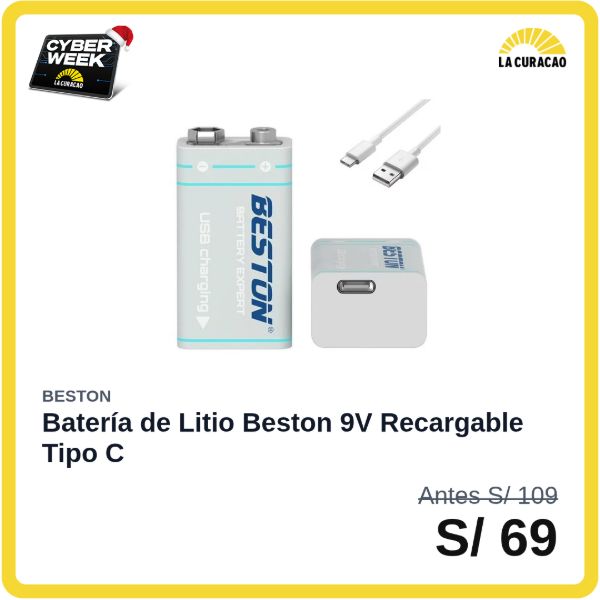 CYBER
WEEK
LA CURACAO
LA CURACAO
BESTON
BATTERY EXPERT
USB charging
BESTON
BESTON
Batería de Litio Beston 9V Recargable
Tipo C
Antes S/ 109
S/ 69